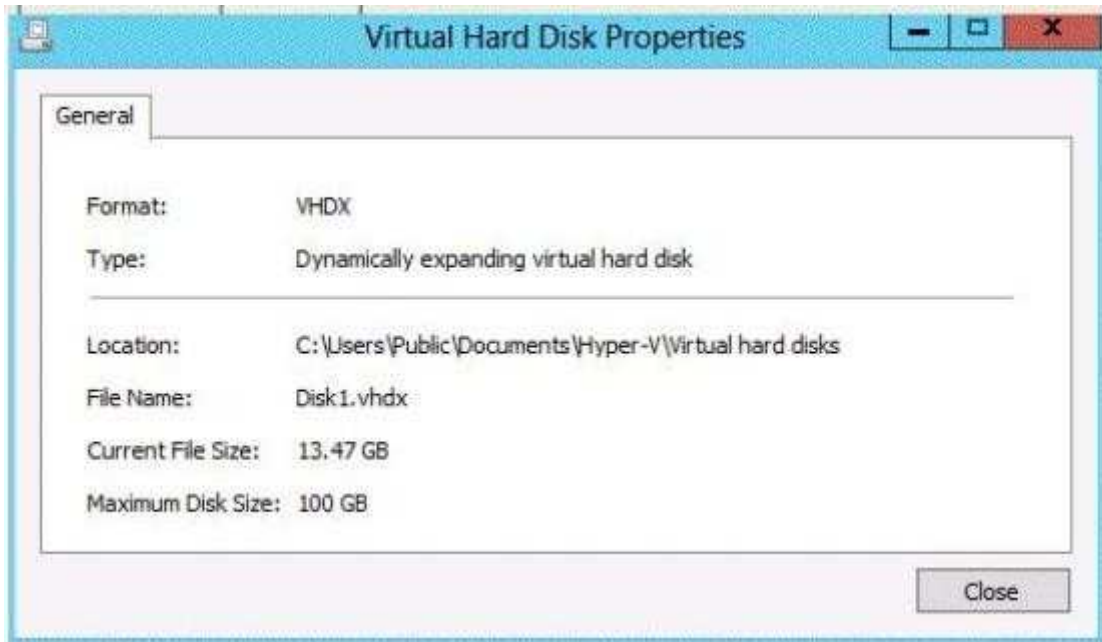 Virtual Hard Disk Properties
General
Format: VHDX
Type: Dynamically expanding virtual hard disk
Location: C:\Users\Public\Documents\Hyper-V\Virtual hard disks
File Name: Disk1.vhdx
Current File Size: 13.47 GB
Maximum Disk Size: 100 GB
Close